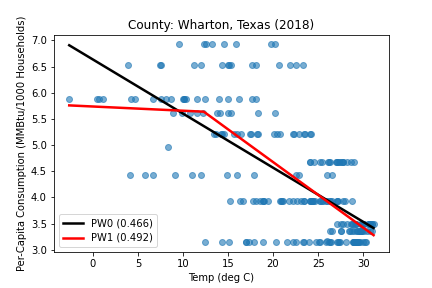 County: Wharton, Texas (2018)
Per-Capita Consumption (MMBtu/1000 Households)
7.0
6.5
6.0
5.5
5.0
4.5
4.0
3.5
3.0
PW0 (0.466)
PW1 (0.492)
0 5 10 15 20 25 30
Temp (deg C)